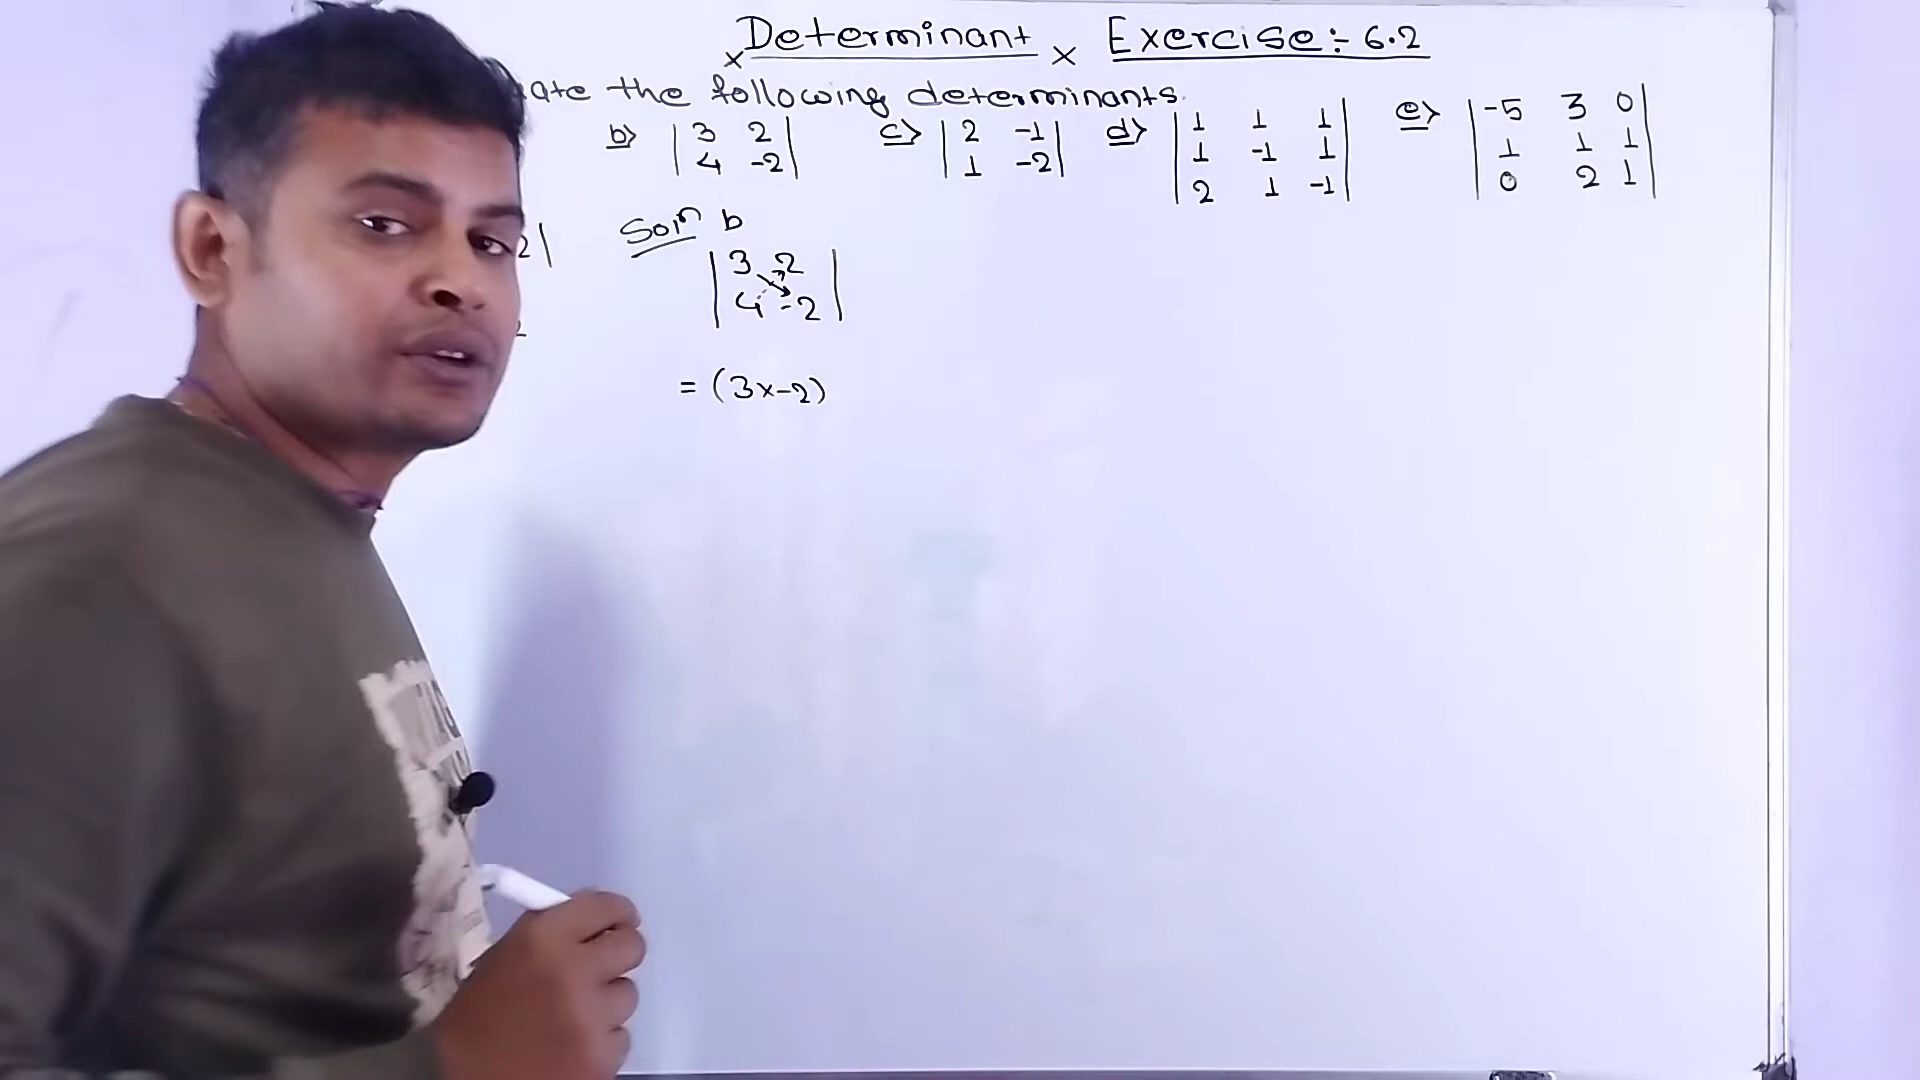 Determinant Exercise:- 6.2
the following determinants.
b) | 3 2 | c) | 2 -1 | d) | 1 1 1 | e) | -5 3 0 |
| 4 -2 | | 1 -2 | | 1 -1 1 | | 1 1 1 |
| 2 1 -1 | | 0 2 1 |
Solⁿ b
2 |
| 3 2 |
| 4 -2 |
= (3x-2)